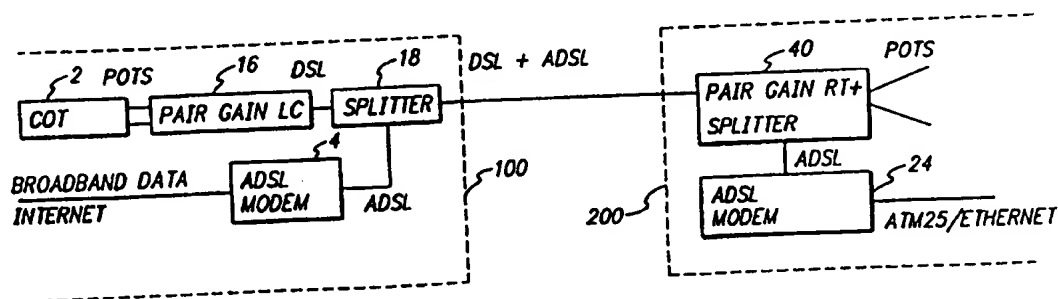 2
POTS
16
DSL
18
DSL + ADSL
COT
PAIR GAIN LC
SPLITTER
BROADBAND DATA
INTERNET
4
ADSL
MODEM
ADSL
100
200
40
POTS
PAIR GAIN RT+
SPLITTER
ADSL
24
ADSL
MODEM
ATM25/ETHERNET